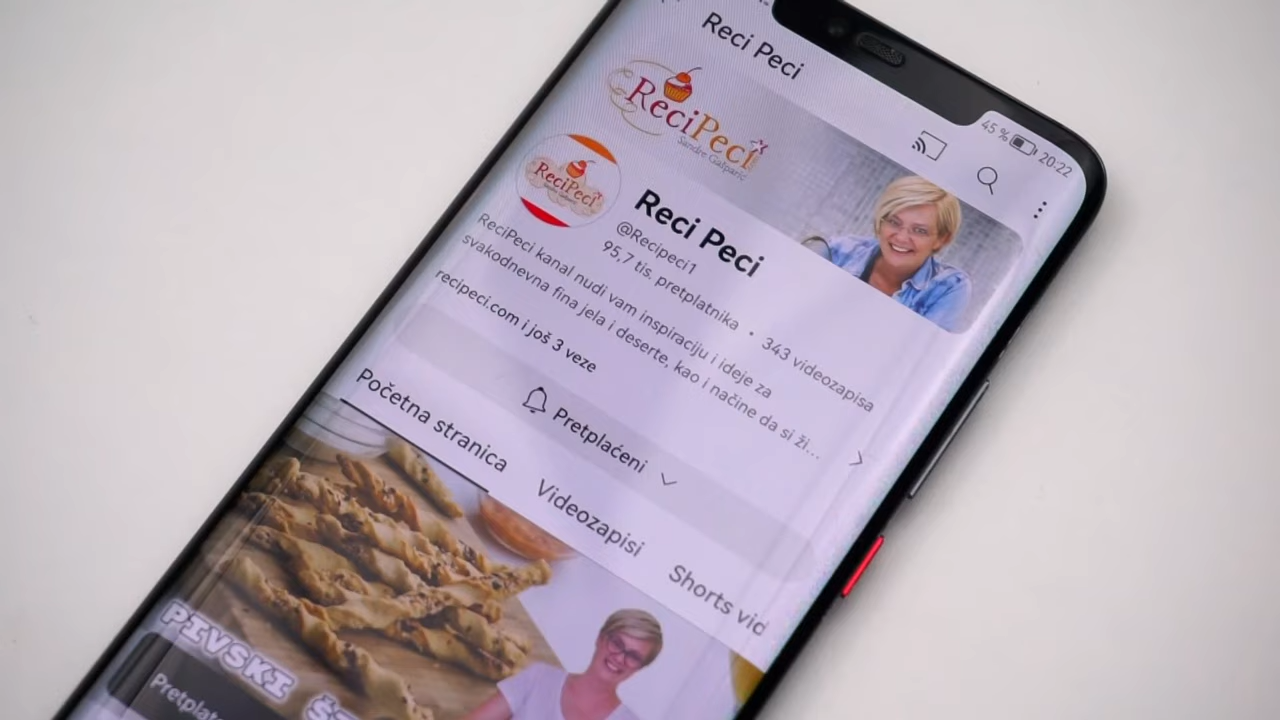 Reci Peci
45 %
20:22
ReciPeci
Sandre Gašparić
ReciPeci
Reci Peci
@Recipeci1
95,7 tis. pretplatnika • 343 videozapisa
ReciPeci kanal nudi vam inspiraciju i ideje za
svakodnevna fina jela i deserte, kao i načine da si ži...
recipeci.com i još 3 veze
Pretplaćeni
Početna stranica
Videozapisi
Shorts vid
PIVSKI